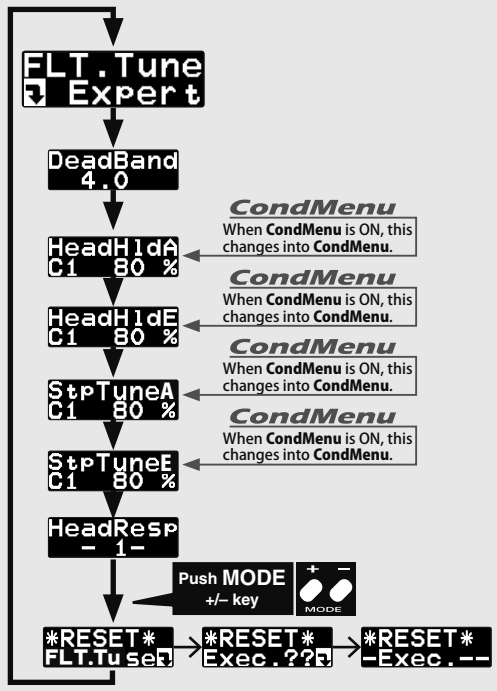 FLT.Tune
Expert
DeadBand
4.0
CondMenu
When CondMenu is ON, this
changes into CondMenu.
HeadHldA
C1 80 %
CondMenu
When CondMenu is ON, this
changes into CondMenu.
HeadHldE
C1 80 %
CondMenu
When CondMenu is ON, this
changes into CondMenu.
StpTuneA
C1 80 %
CondMenu
When CondMenu is ON, this
changes into CondMenu.
StpTuneE
C1 80 %
HeadResp
- 1-
Push MODE
+/– key
+ –
MODE
*RESET*
FLT.Tuse
*RESET*
Exec.??
*RESET*
-Exec.--